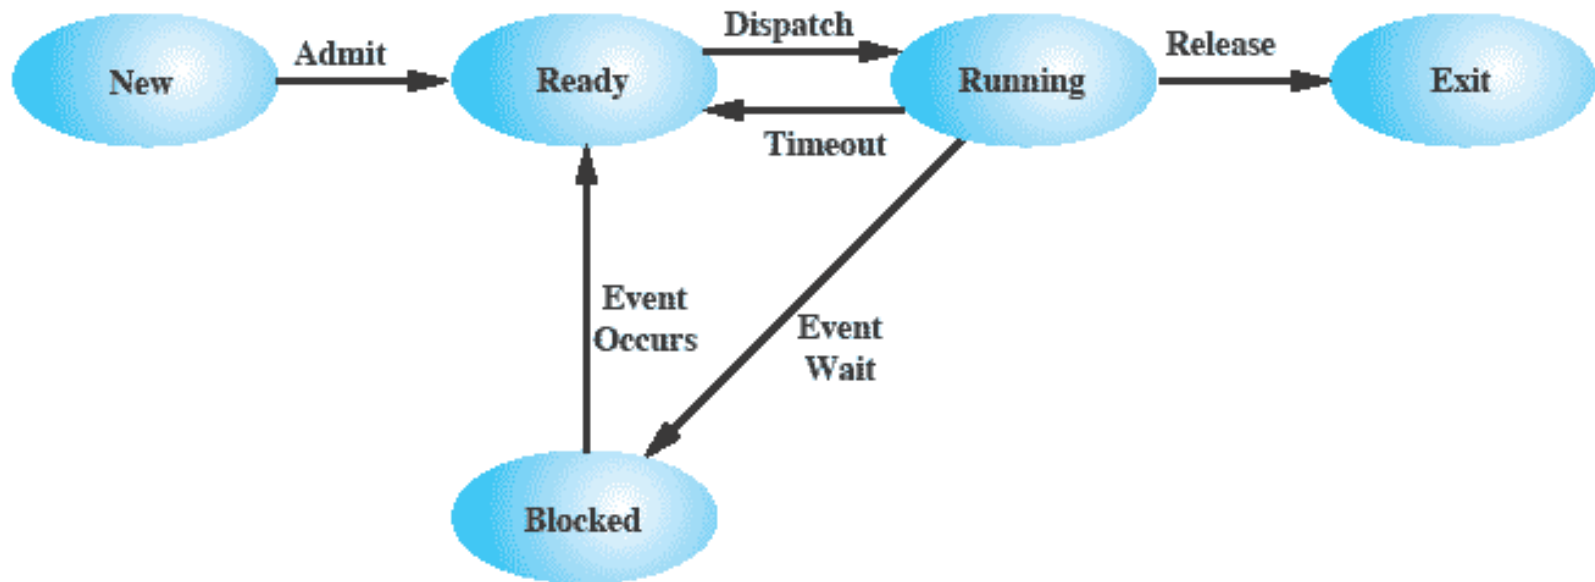 Dispatch
Release
Admit
New
Ready
Running
Exit
Timeout
Event
Occurs
Event
Wait
Blocked